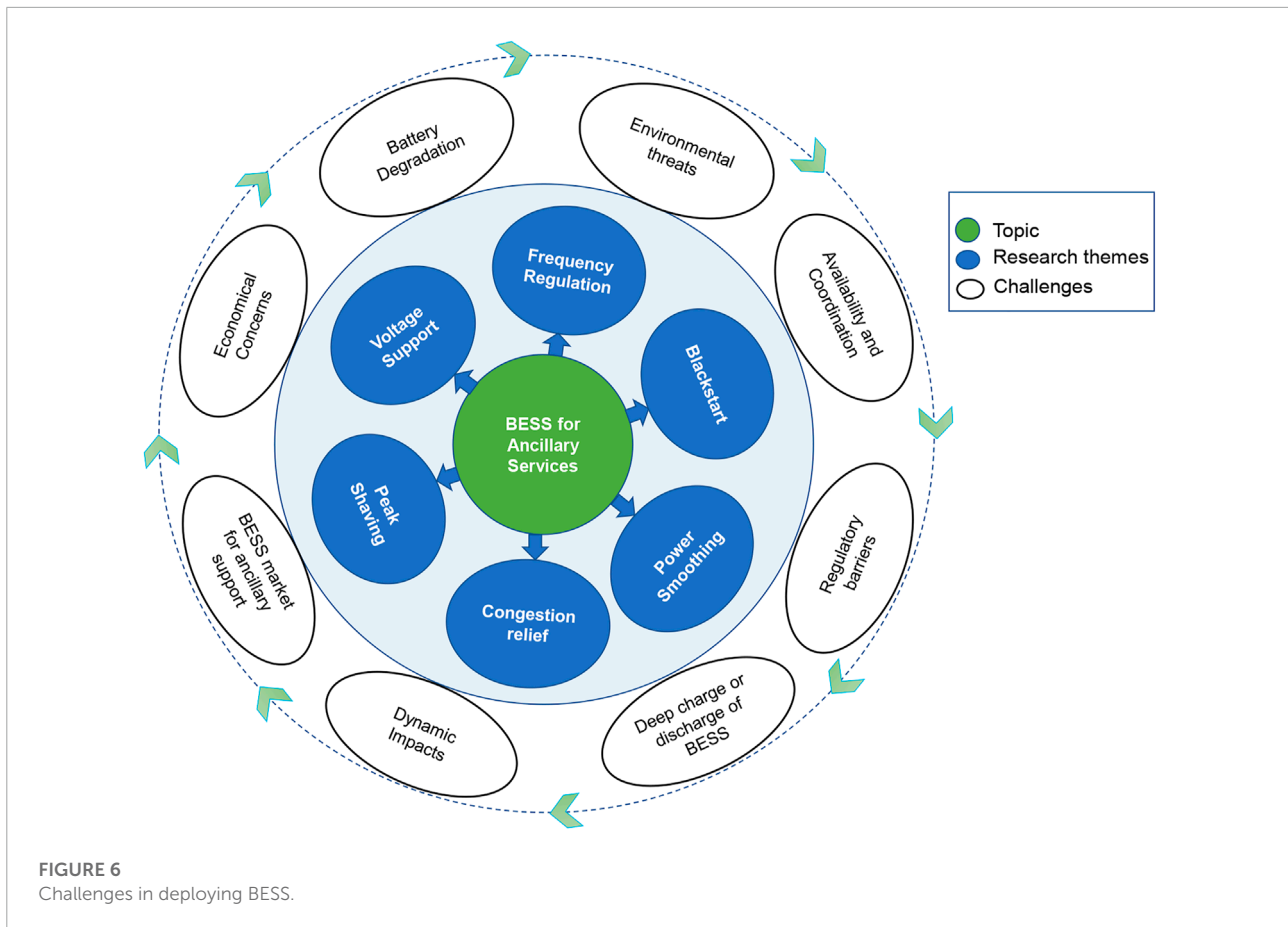 Battery
Degradation
Environmental
threats
Availability and
Coordination
Regulatory
barriers
Deep charge or
discharge of
BESS
Dynamic
Impacts
BESS market
for ancillary
support
Economical
Concerns
Frequency
Regulation
Blackstart
Power
Smoothing
Congestion
relief
Peak
Shaving
Voltage
Support
BESS for
Ancillary
Services
Topic
Research themes
Challenges
FIGURE 6
Challenges in deploying BESS.